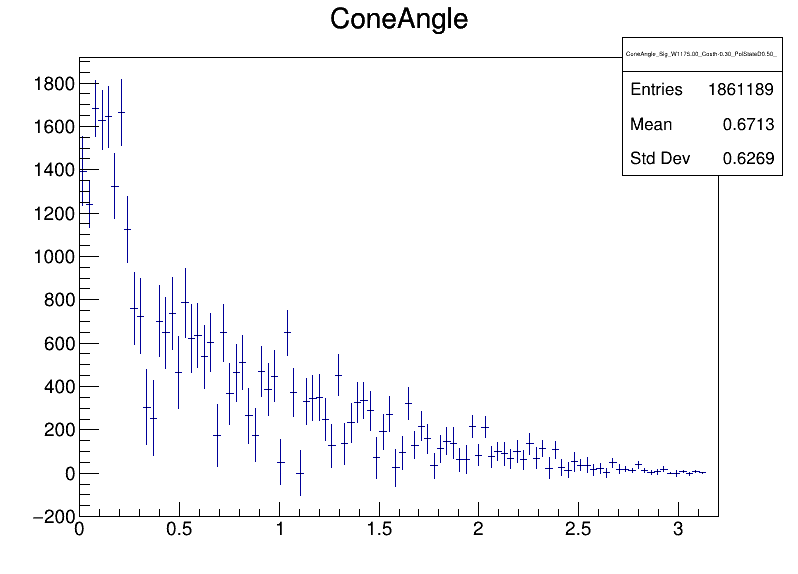 ConeAngle
ConeAngle_Sig_W1175.00_Costh-0.30_PolState0.50_
Entries 1861189
Mean 0.6713
Std Dev 0.6269
1800
1600
1400
1200
1000
800
600
400
200
0
−200
0 0.5 1 1.5 2 2.5 3